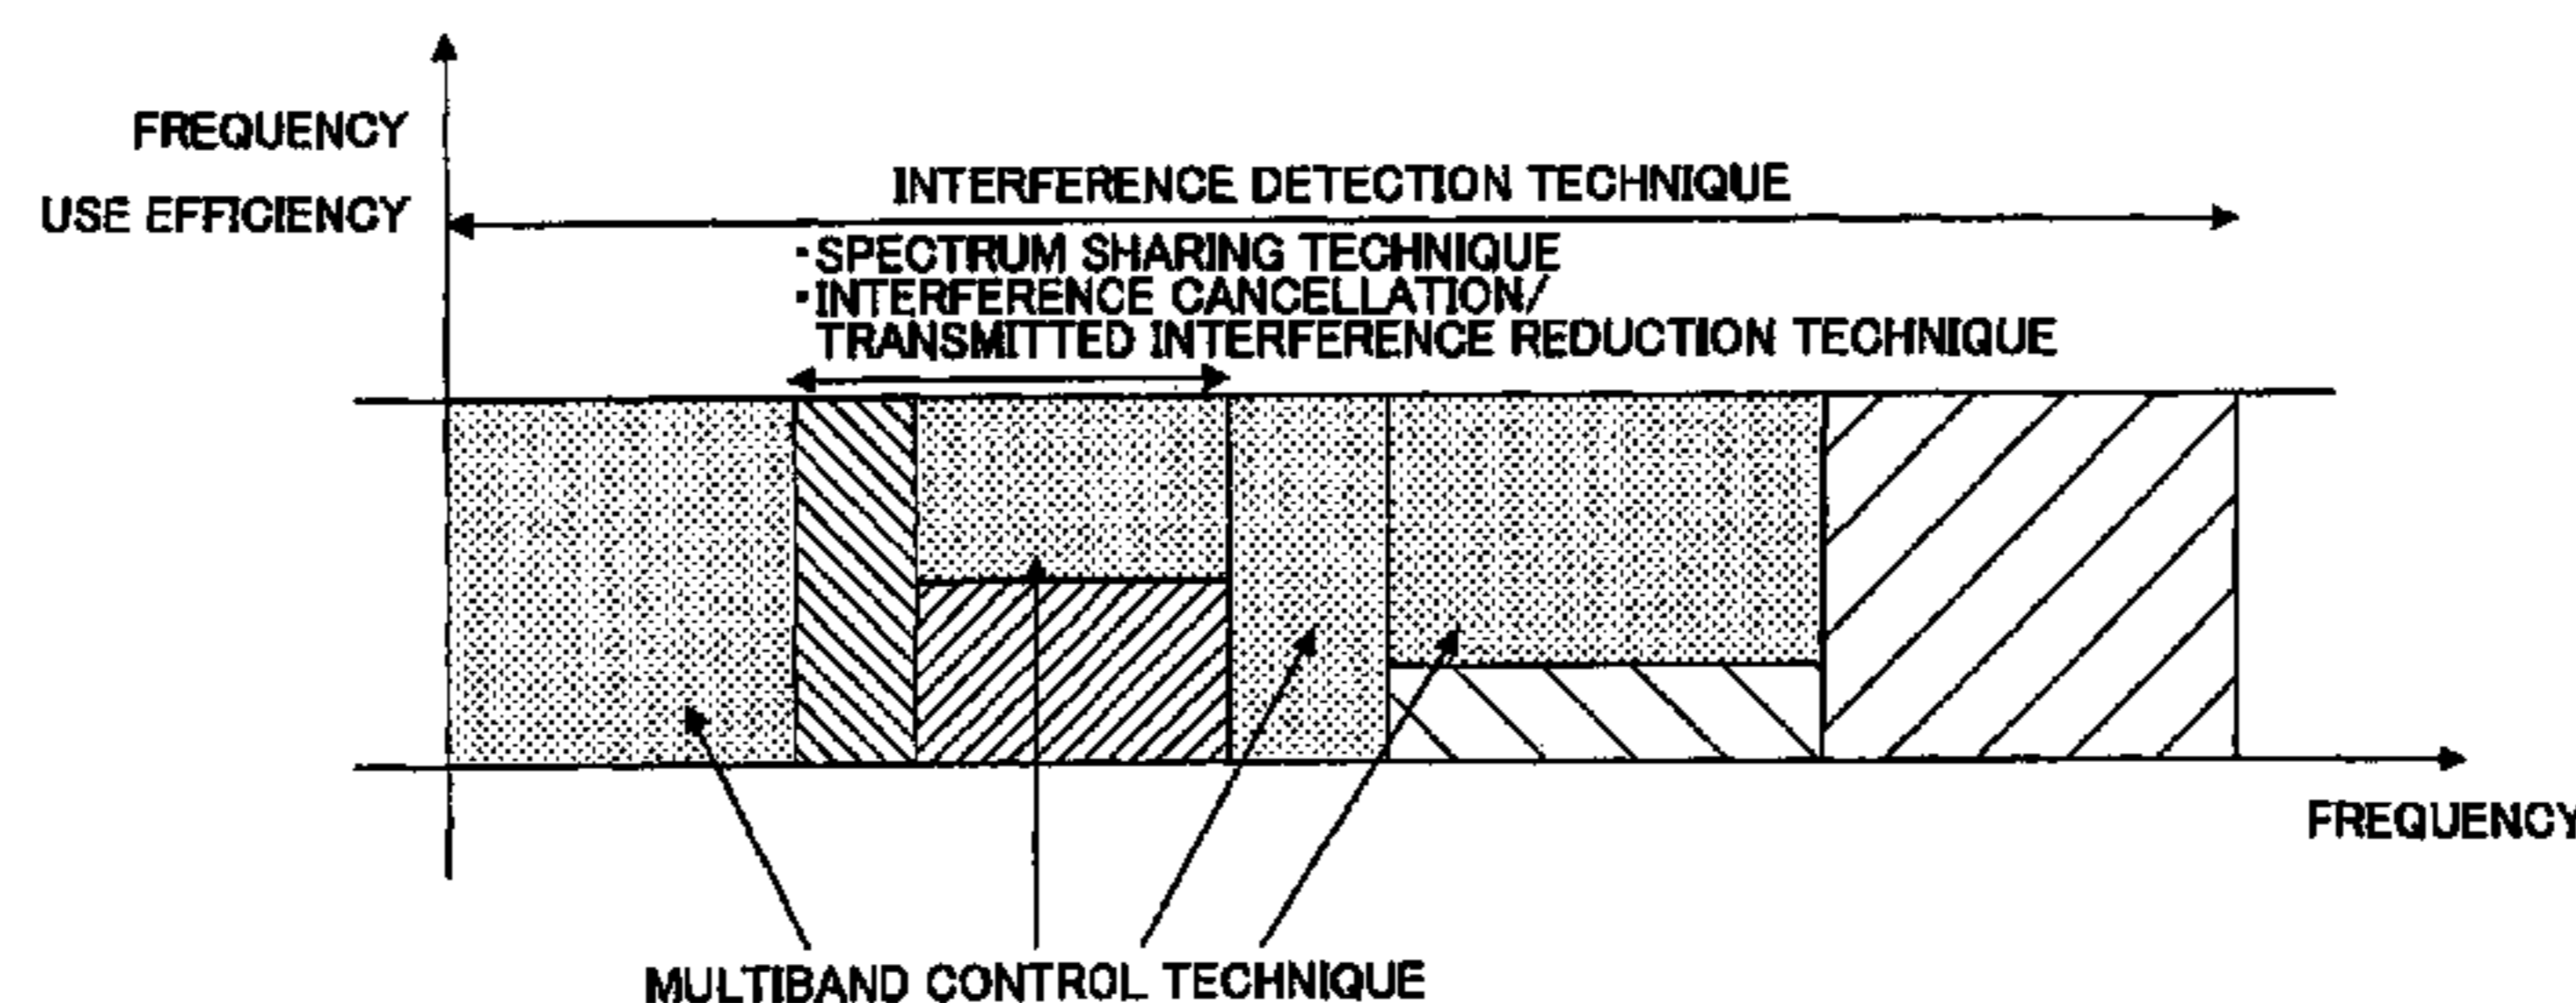 FREQUENCY
USE EFFICIENCY
INTERFERENCE DETECTION TECHNIQUE
·SPECTRUM SHARING TECHNIQUE
·INTERFERENCE CANCELLATION/
TRANSMITTED INTERFERENCE REDUCTION TECHNIQUE
FREQUENCY
MULTIBAND CONTROL TECHNIQUE